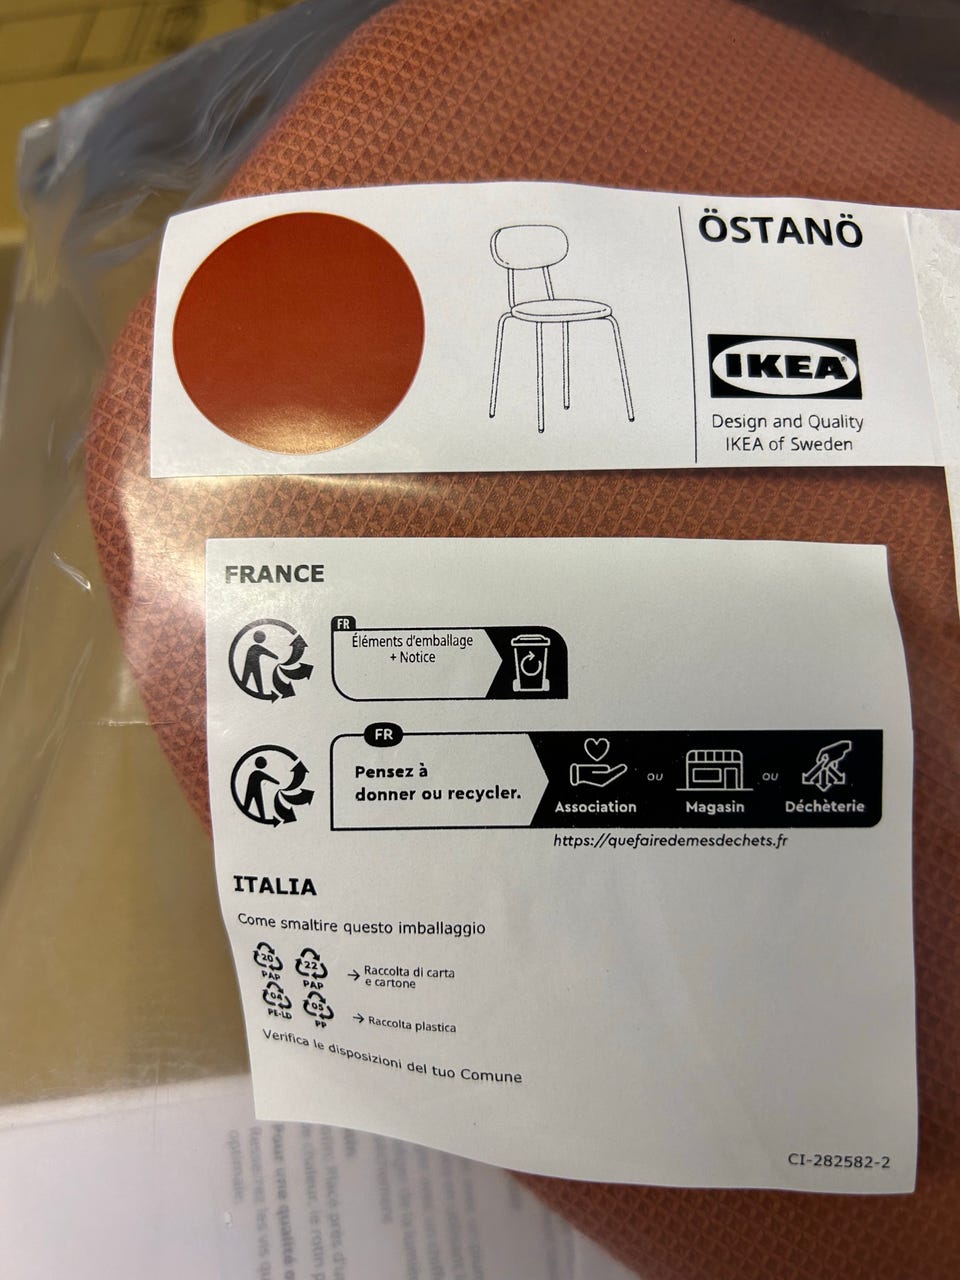 ÖSTANÖ
IKEA
Design and Quality
IKEA of Sweden
FRANCE
FR
Éléments d'emballage
+ Notice
FR
Pensez à
donner ou recycler.
Association
OU
Magasin
OU
Déchèterie
https://quefairedemesdechets.fr
ITALIA
Come smaltire questo imballaggio
20
PAP
22
PAP
→ Raccolta di carta
e cartone
04
PE-LD
05
PP
→ Raccolta plastica
Verifica le disposizioni del tuo Comune
CI-282582-2